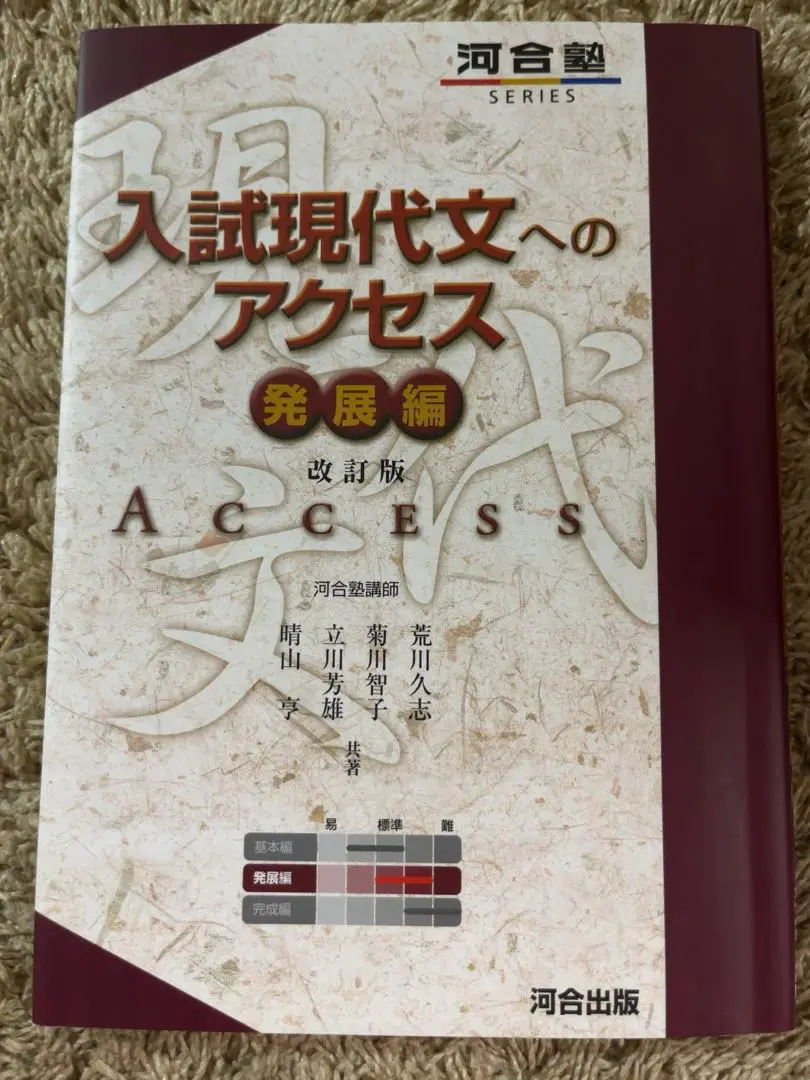 河合塾
SERIES
入試現代文への
アクセス
発展編
改訂版
ACCESS
河合塾講師
荒川久志
菊川智子
立川芳雄
晴山 亨
共著
易 標準 難
基本編
発展編
完成編
河合出版
現代文